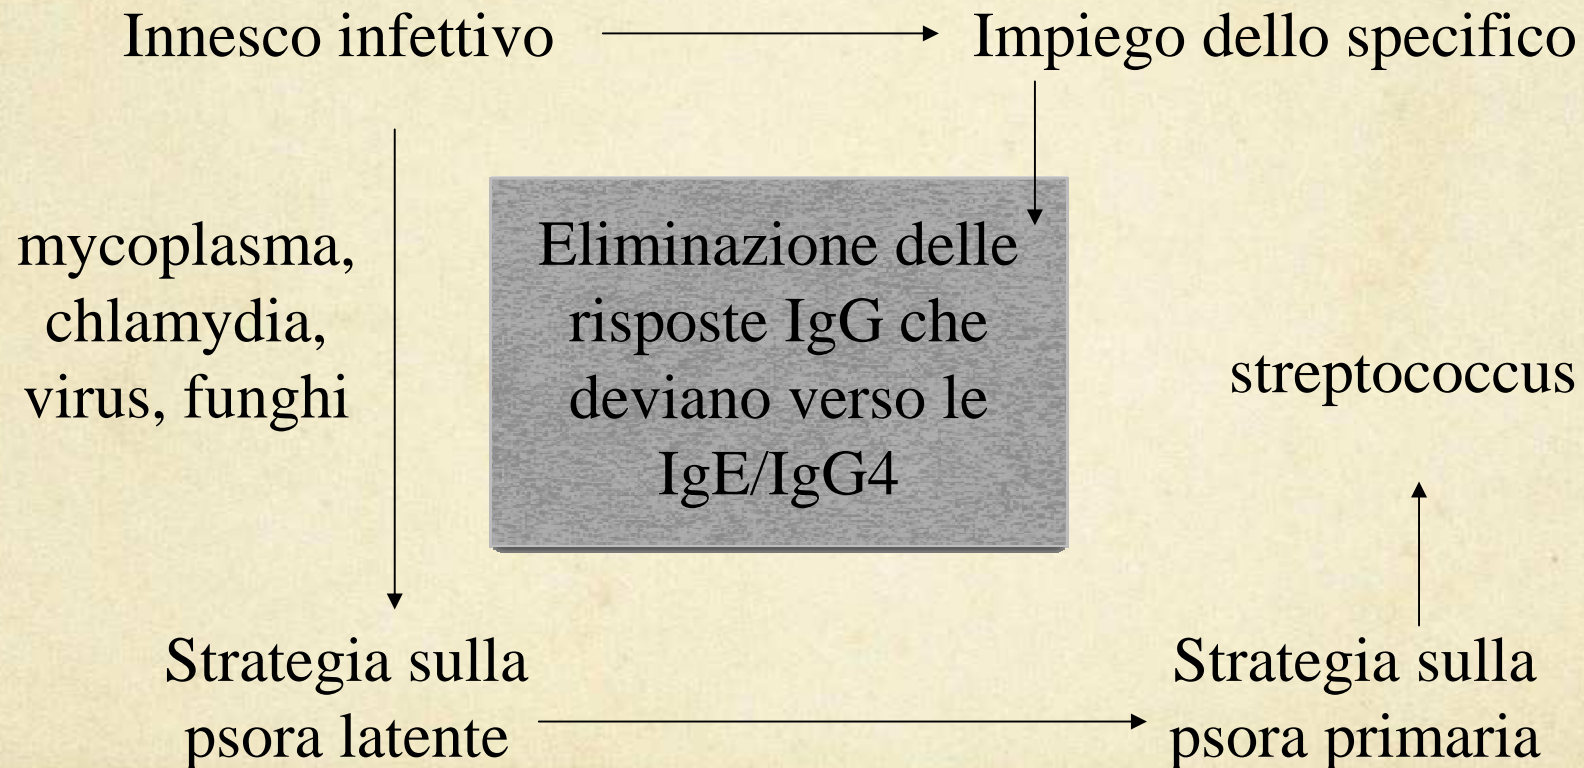 Innesco infettivo
Impiego dello specifico
mycoplasma,
chlamydia,
virus, funghi
Eliminazione delle
risposte IgG che
deviano verso le
IgE/IgG4
streptococcus
Strategia sulla
psora latente
Strategia sulla
psora primaria